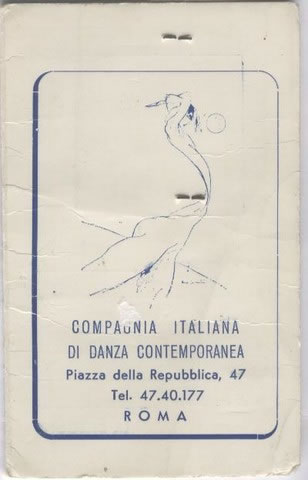 COMPAGNIA ITALIANA
DI DANZA CONTEMPORANEA
Piazza della Repubblica, 47
Tel. 47.40.177
ROMA